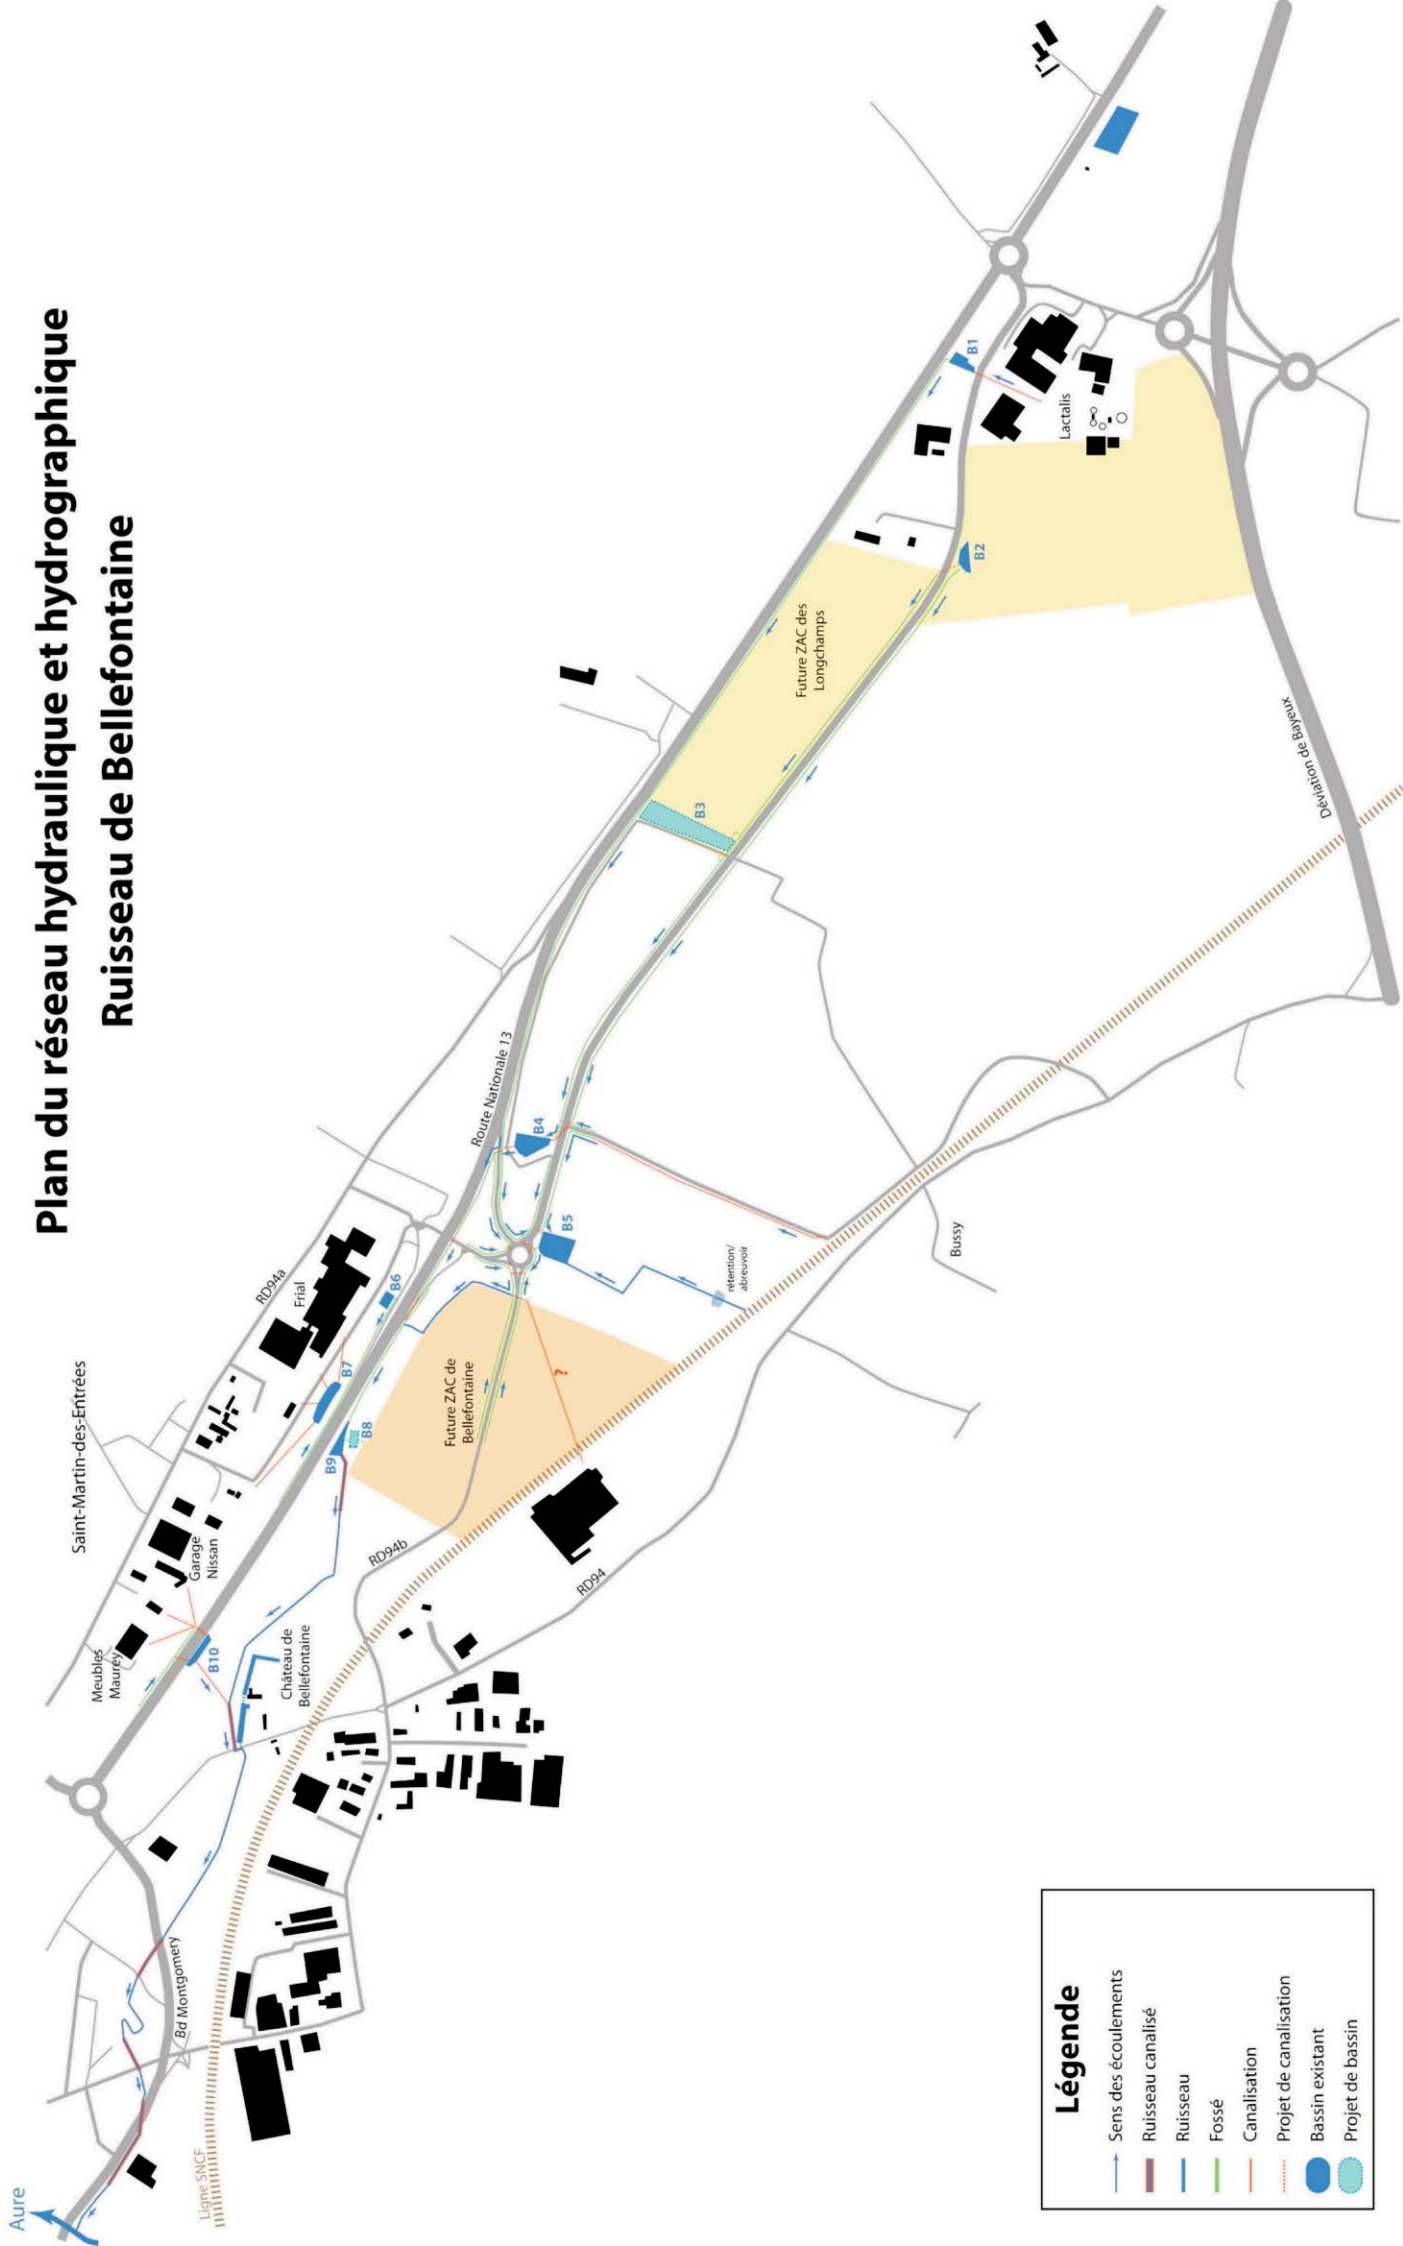 Plan du réseau hydraulique et hydrographique
Ruisseau de Bellefontaine
Aure
Ligne SNCF
Bd Montgomery
Meubles
Maurey
Garage
Nissan
Saint-Martin-des-Entrées
Château de
Bellefontaine
B10
B9
B8
B7
B6
RD94a
Frial
RD94b
RD94
Future ZAC de
Bellefontaine
?
Route Nationale 13
B4
B5
rétention/
abreuvoir
Bussy
B3
Future ZAC des
Longchamps
B2
B1
Lactalis
Déviation de Bayeux
Légende
Sens des écoulements
Ruisseau canalisé
Ruisseau
Fossé
Canalisation
Projet de canalisation
Bassin existant
Projet de bassin